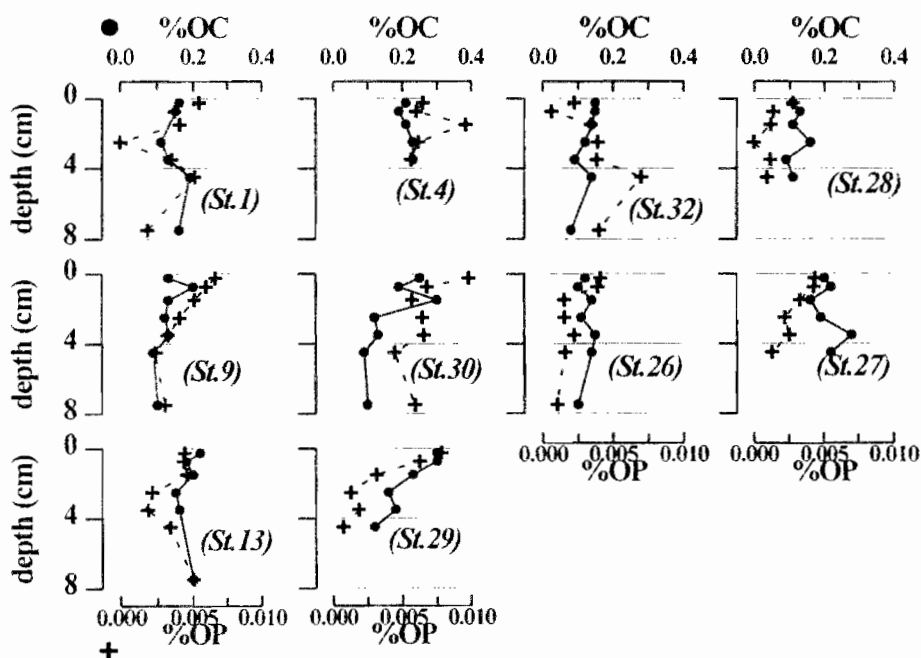 %OC %OC %OC %OC
0.0 0.2 0.4 0.0 0.2 0.4 0.0 0.2 0.4 0.0 0.2 0.4
0
4
8
depth (cm)
(St.1) (St.4) (St.32) (St.28)
0
4
8
depth (cm)
(St.9) (St.30) (St.26) (St.27)
0.000 0.005 0.010 0.000 0.005 0.010
%OP %OP
0
4
8
depth (cm)
(St.13) (St.29)
0.000 0.005 0.010 0.000 0.005 0.010
%OP %OP